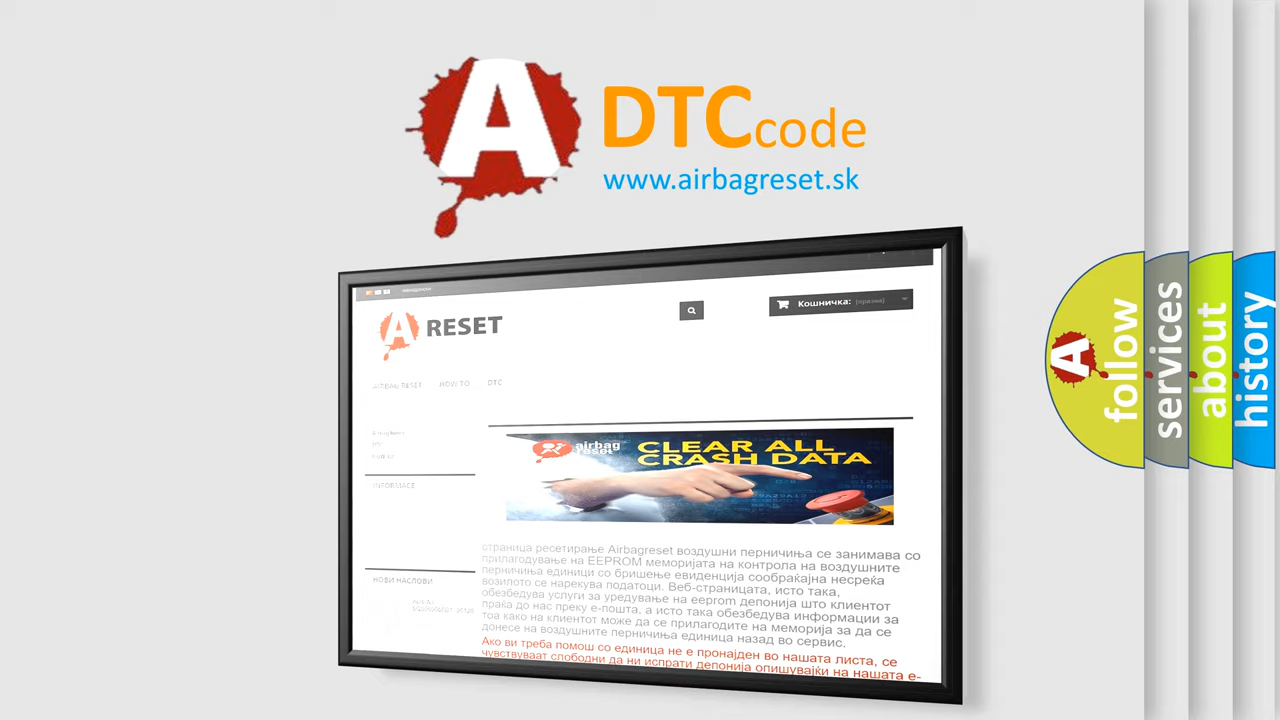 A DTCcode
www.airbagreset.sk
Кошничка: (празна)
A RESET
AIRBAG RESET HOW TO DTC
airbag
reset
CLEAR ALL
CRASH DATA
INFORMACE
НОВИ НАСЛОВИ
страница ресетирање Airbagreset воздушни перничиња се занимава со
прилагодување на EEPROM меморијата на контрола на воздушните
перничиња единици со бришење евиденција сообраќајна несреќа
возилото се нарекува податоци. Веб-страницата, исто така,
обезбедува услуги за уредување на eeprom депонија што клиентот
праќа до нас преку е-пошта, а исто така обезбедува информации за
тоа како на клиентот може да се прилагодите на меморија за да се
донесе на воздушните перничиња единица назад во сервис.
Ако ви треба помош со единица не е пронајден во нашата листа, се
чувствуваат слободни да ни испрати депонија опишувајќи на нашата е-
A follow
services
about
history